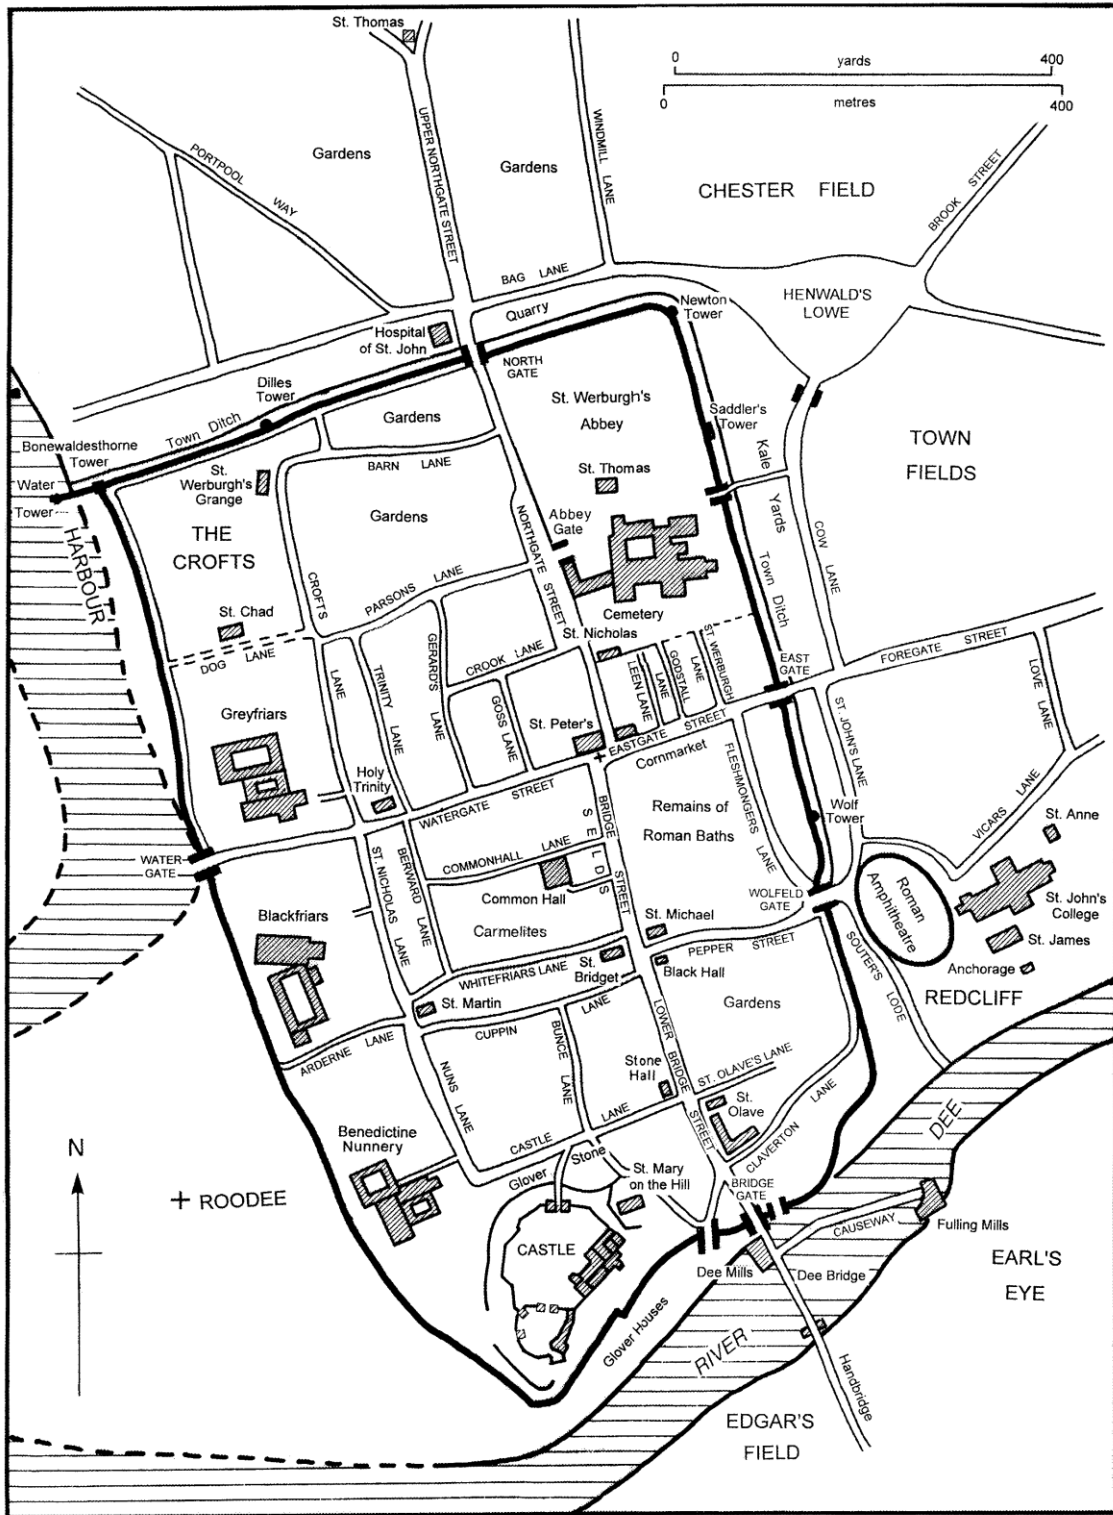 St. Thomas
0
yards
400
0
metres
400
PORTPOOL WAY
Gardens
UPPER NORTHGATE STREET
Gardens
WINDMILL LANE
CHESTER FIELD
BROOK STREET
BAG LANE
HENWALD'S
LOWE
Quarry
Newton
Tower
Hospital
of St. John
NORTH
GATE
Dilles
Tower
Town Ditch
Gardens
St. Werburgh's
Abbey
Saddler's
Tower
Bonewaldesthorne
Tower
Water
Tower
St.
Werburgh's
Grange
BARN LANE
St. Thomas
Kale
Yards
TOWN
FIELDS
HARBOUR
THE
CROFTS
Gardens
Abbey
Gate
NORTHGATE STREET
Town Ditch
COW LANE
CROFTS
LANE
PARSONS LANE
Cemetery
St. Chad
DOG LANE
TRINITY LANE
GERARD'S LANE
CROOK LANE
St. Nicholas
LEEN LANE
GODSTALL LANE
ST. WERBURGH LANE
EAST
GATE
FOREGATE STREET
LOVE LANE
Greyfriars
GOSS LANE
St. Peter's
EASTGATE STREET
Cornmarket
ST. JOHN'S LANE
Holy
Trinity
WATERGATE STREET
FLESHMONGERS LANE
Remains of
Roman Baths
Wolf
Tower
VICARS LANE
St. Anne
WATER
GATE
ST. NICHOLAS LANE
BERWARD LANE
COMMONHALL LANE
SELDS
BRIDGE STREET
Common Hall
WOLFELD
GATE
Roman
Amphitheatre
St. John's
College
Blackfriars
Carmelites
St. Michael
PEPPER STREET
St. James
WHITEFRIARS LANE
St.
Bridget
Black Hall
SOUTER'S LODE
Anchorage
REDCLIFF
St. Martin
CUPPIN LANE
Gardens
ARDERNE LANE
NUNS LANE
BUNCE LANE
LOWER BRIDGE STREET
Stone
Hall
ST. OLAVE'S LANE
St.
Olave
CLAVERTON LANE
Benedictine
Nunnery
CASTLE LANE
Glover Stone
St. Mary
on the Hill
BRIDGE
GATE
RIVER DEE
N
ROODEE
CASTLE
CAUSEWAY
Fulling Mills
Dee Mills
Dee Bridge
EARL'S
EYE
Glover Houses
Handbridge
EDGAR'S
FIELD